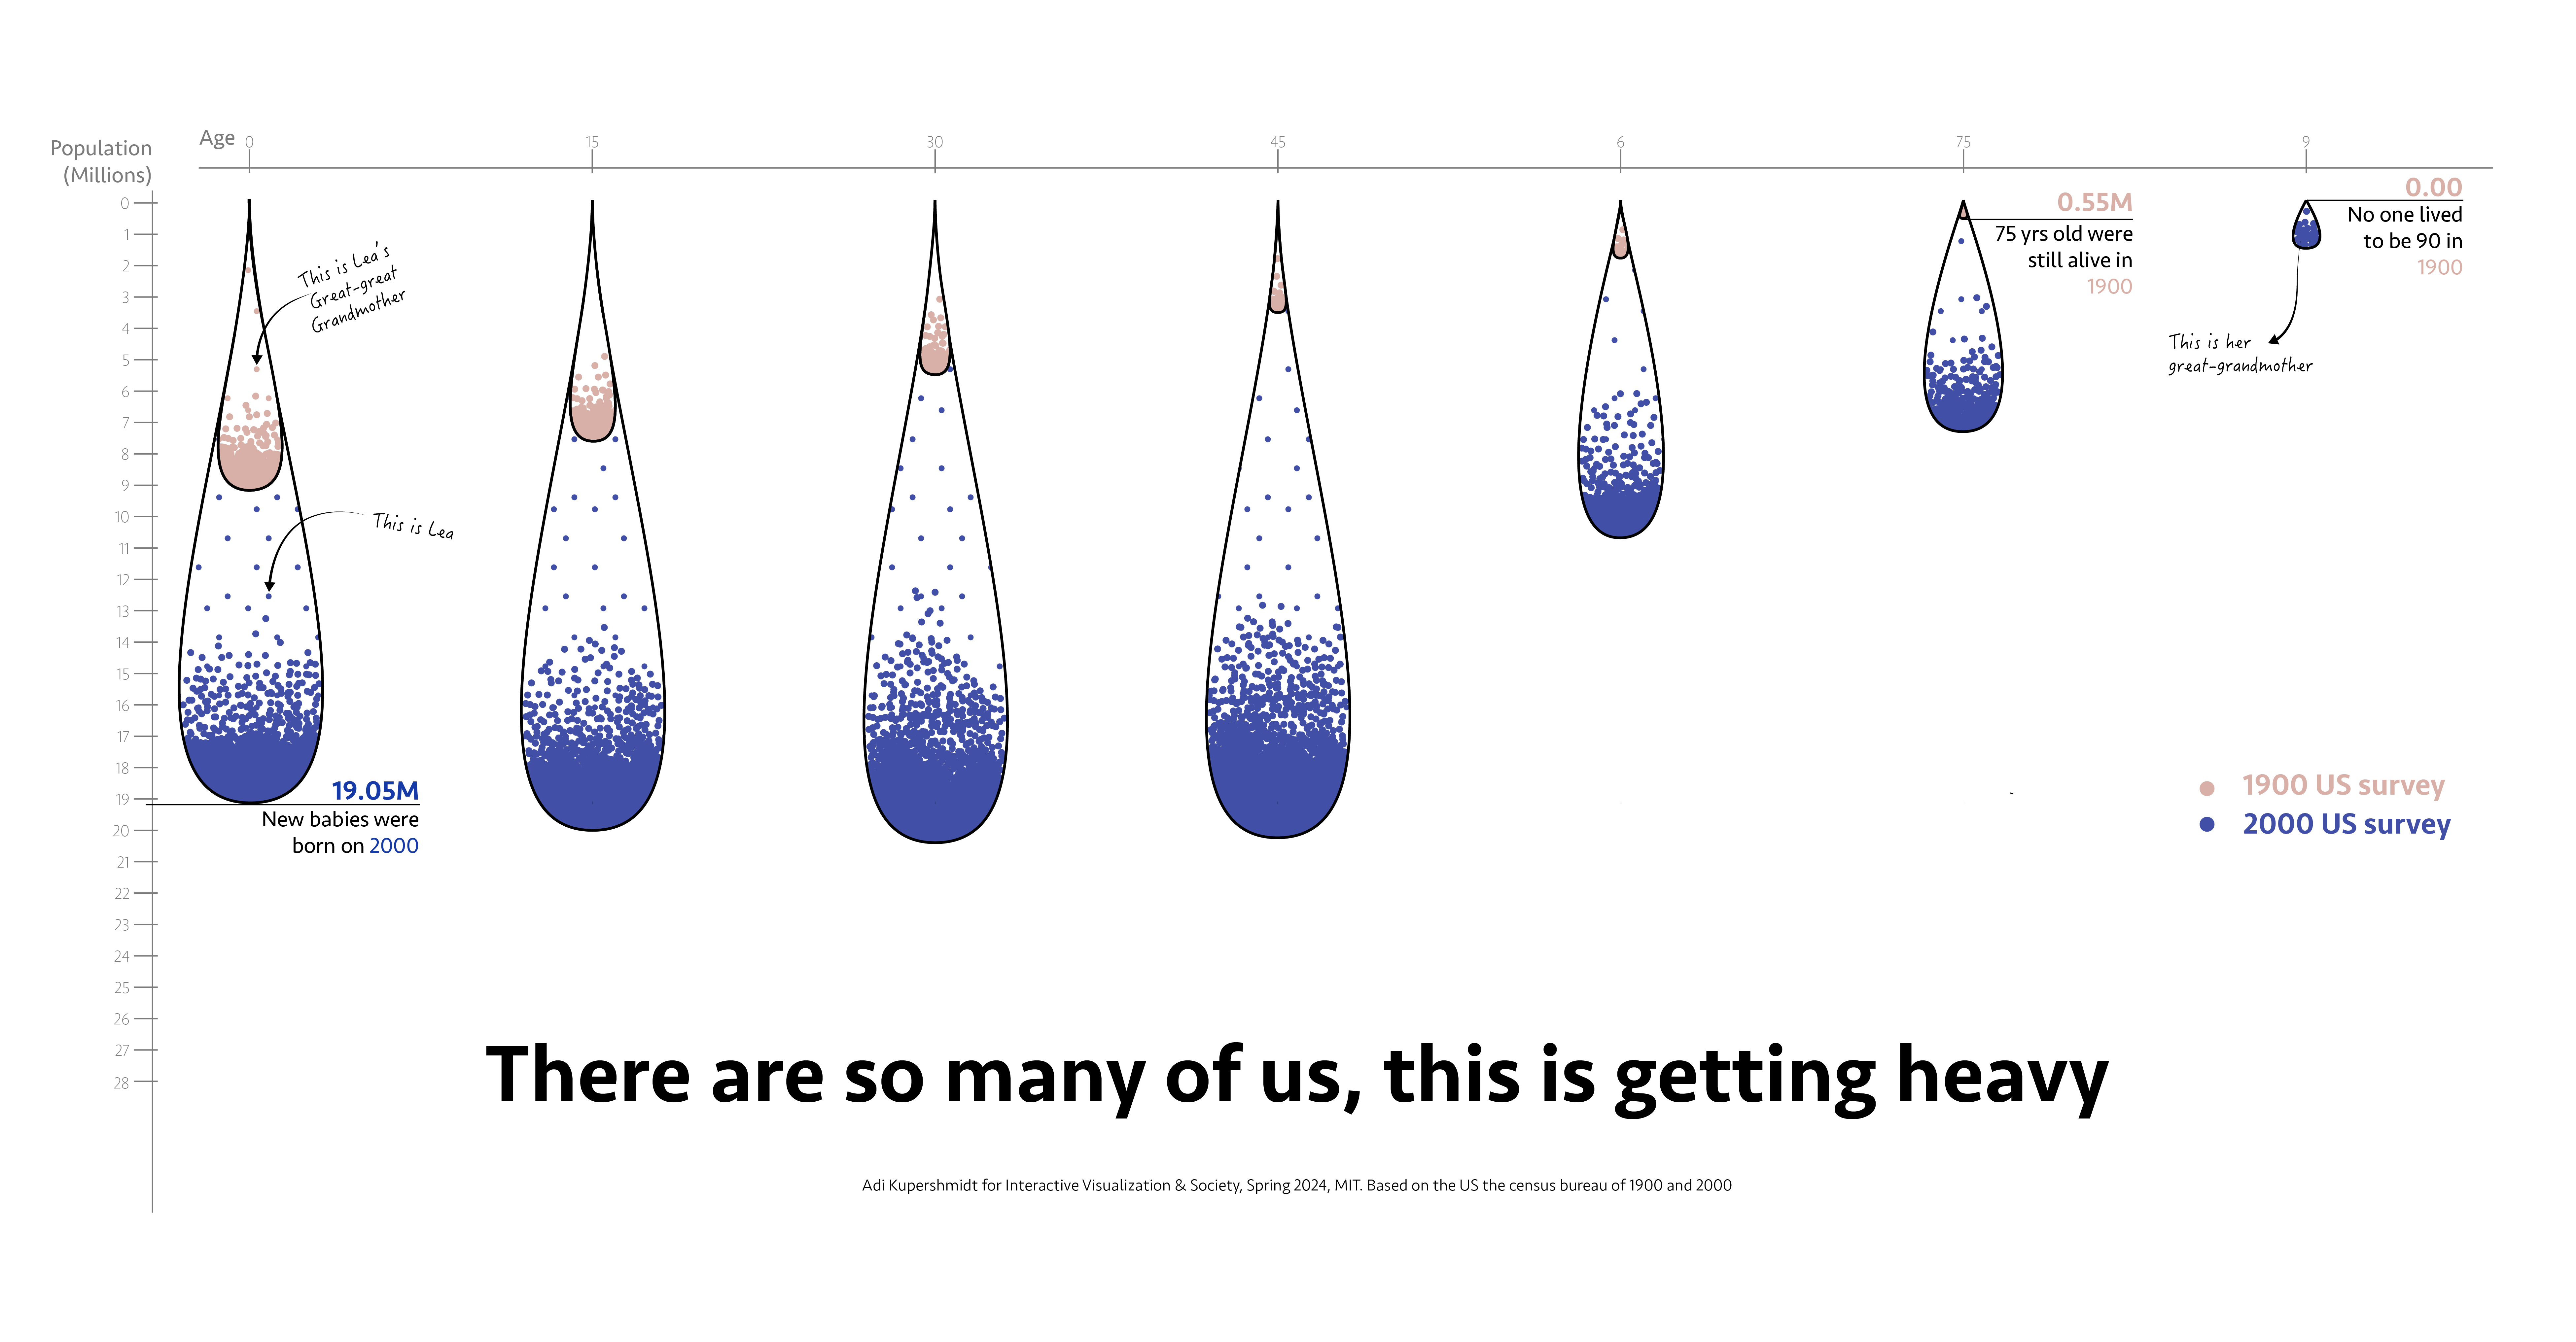 Age 0 15 30 45 6 75 9
Population
(Millions)
0
1
2
3
4
5
6
7
8
9
10
11
12
13
14
15
16
17
18
19
20
21
22
23
24
25
26
27
28
This is Lea's
Great-great
Grandmother
This is Lea
19.05M
New babies were
born on 2000
0.55M
75 yrs old were
still alive in
1900
0.00
No one lived
to be 90 in
1900
This is her
great-grandmother
1900 US survey
2000 US survey
There are so many of us, this is getting heavy
Adi Kupershmidt for Interactive Visualization & Society, Spring 2024, MIT. Based on the US the census bureau of 1900 and 2000